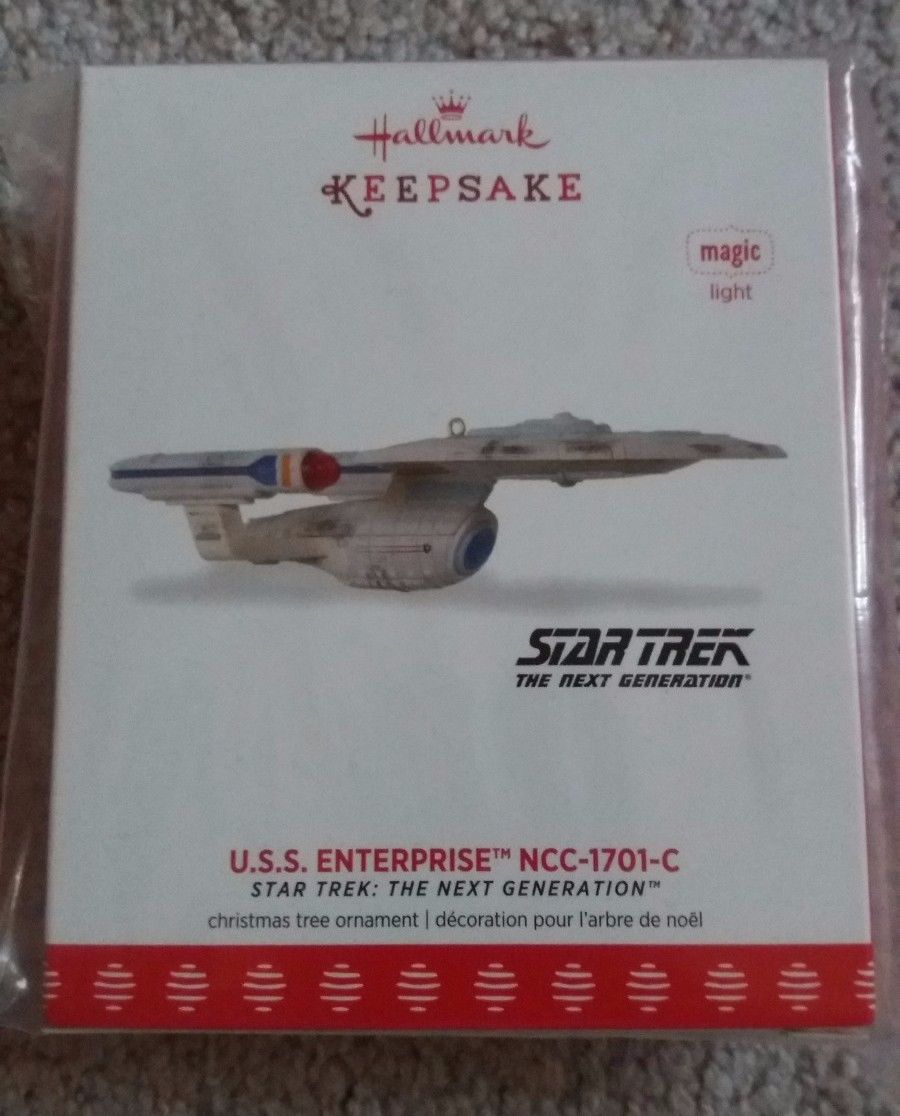 Hallmark
KEEPSAKE
magic
light
STAR TREK
THE NEXT GENERATION®
U.S.S. ENTERPRISE™ NCC-1701-C
STAR TREK: THE NEXT GENERATION™
christmas tree ornament | décoration pour l'arbre de noël